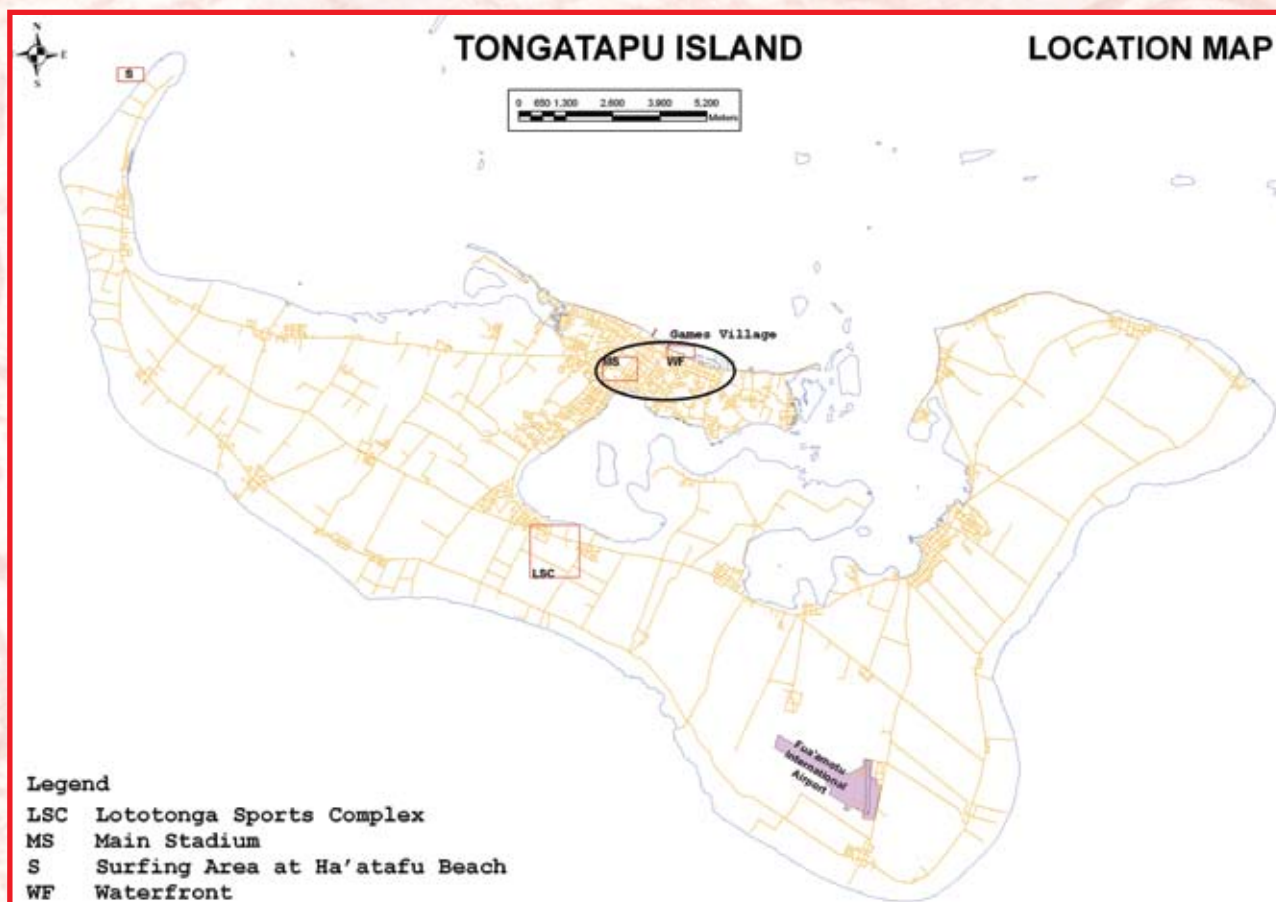 N
E
S
TONGATAPU ISLAND
LOCATION MAP
0 650 1,300 2,600 3,900 5,200
Meters
S
Games Village
MS
WF
LSC
Fua'amotu
International
Airport
Legend
LSC Lototonga Sports Complex
MS Main Stadium
S Surfing Area at Ha'atafu Beach
WF Waterfront